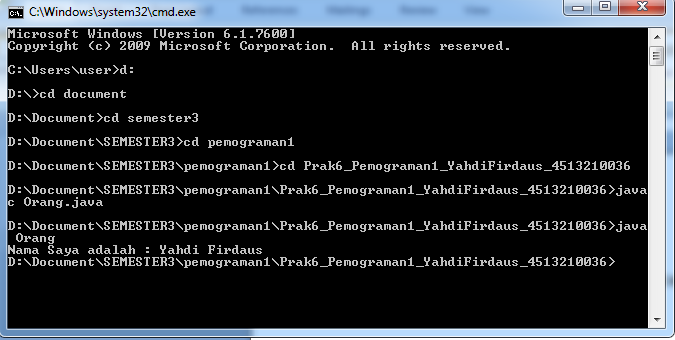 C:\Windows\system32\cmd.exe
Microsoft Windows [Version 6.1.7600]
Copyright (c) 2009 Microsoft Corporation.  All rights reserved.
C:\Users\user>d:
D:\>cd document
D:\Document>cd semester3
D:\Document\SEMESTER3>cd pemograman1
D:\Document\SEMESTER3\pemograman1>cd Prak6_Pemograman1_YahdiFirdaus_4513210036
D:\Document\SEMESTER3\pemograman1\Prak6_Pemograman1_YahdiFirdaus_4513210036>java
c Orang.java
D:\Document\SEMESTER3\pemograman1\Prak6_Pemograman1_YahdiFirdaus_4513210036>java
 Orang
Nama Saya adalah : Yahdi Firdaus
D:\Document\SEMESTER3\pemograman1\Prak6_Pemograman1_YahdiFirdaus_4513210036>